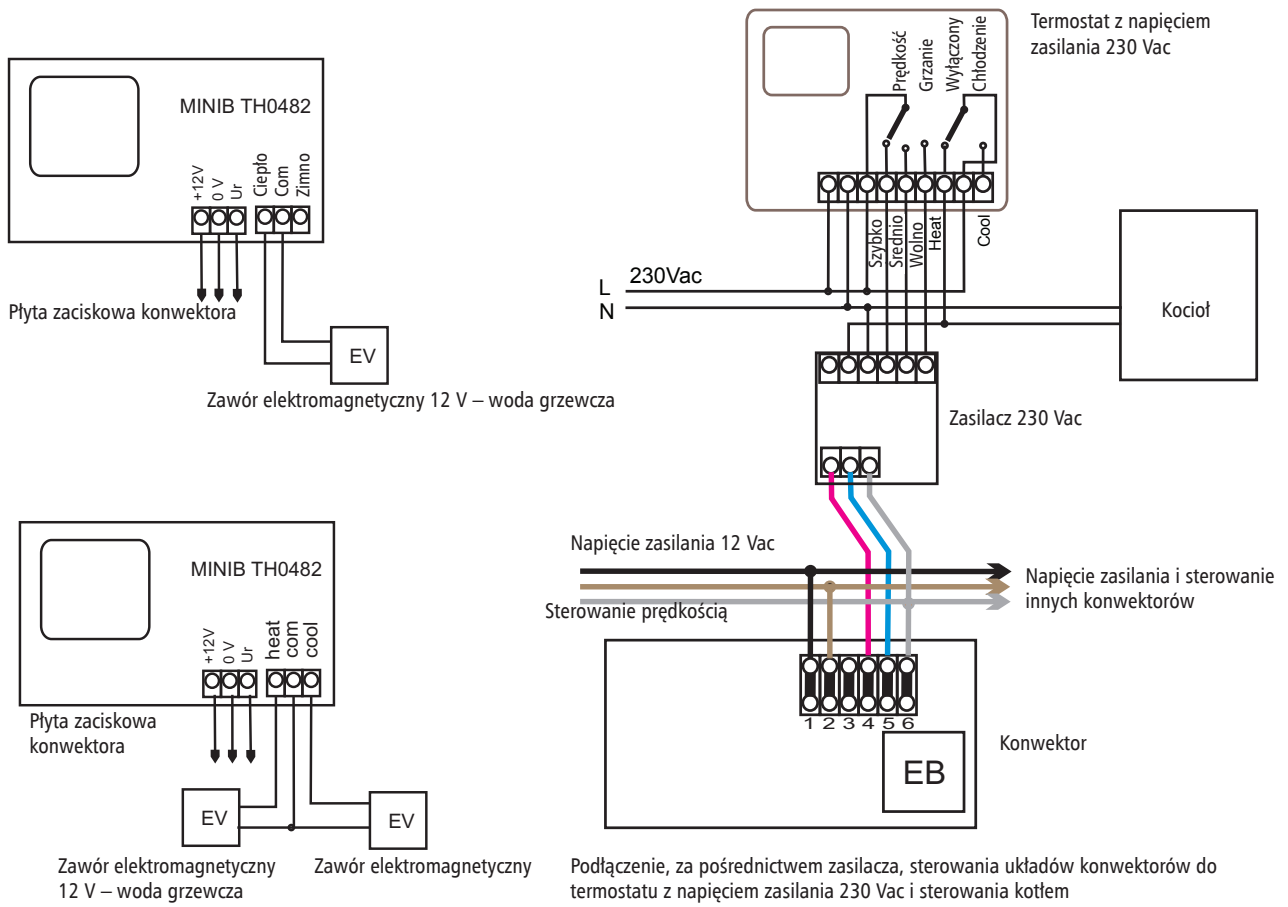 MINIB TH0482
+12V
0 V
Ur
Ciepło
Com
Zimno
Płyta zaciskowa konwektora
EV
Zawór elektromagnetyczny 12 V – woda grzewcza
MINIB TH0482
+12V
0 V
Ur
heat
com
cool
Płyta zaciskowa
konwektora
EV
EV
Zawór elektromagnetyczny
12 V – woda grzewcza
Zawór elektromagnetyczny
Termostat z napięciem
zasilania 230 Vac
Prędkość
Grzanie
Wyłączony
Chłodzenie
Szybko
Średnio
Wolno
Heat
Cool
L
230Vac
N
Kocioł
Zasilacz 230 Vac
Napięcie zasilania 12 Vac
Sterowanie prędkością
Napięcie zasilania i sterowanie
innych konwektorów
1 2 3 4 5 6
EB
Konwektor
Podłączenie, za pośrednictwem zasilacza, sterowania układów konwektorów do
termostatu z napięciem zasilania 230 Vac i sterowania kotłem